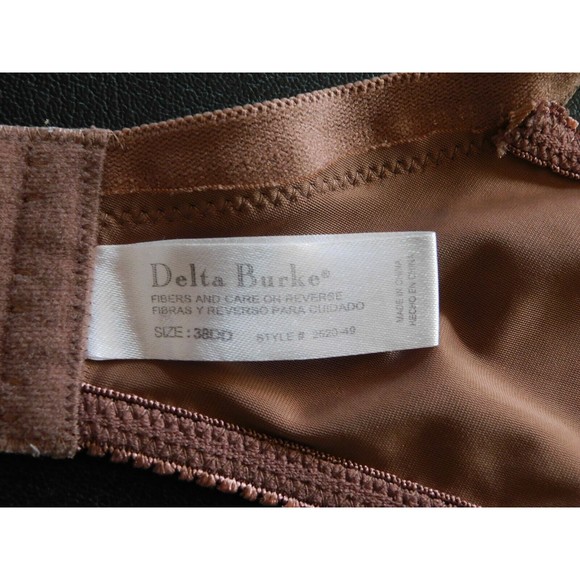 Delta Burke®
FIBERS AND CARE OR REVERSE
FIBRAS Y REVERSO PARA CUIDADO
SIZE : 38DD STYLE # 2520-49
MADE IN CHINA
HECHO EN CHINA